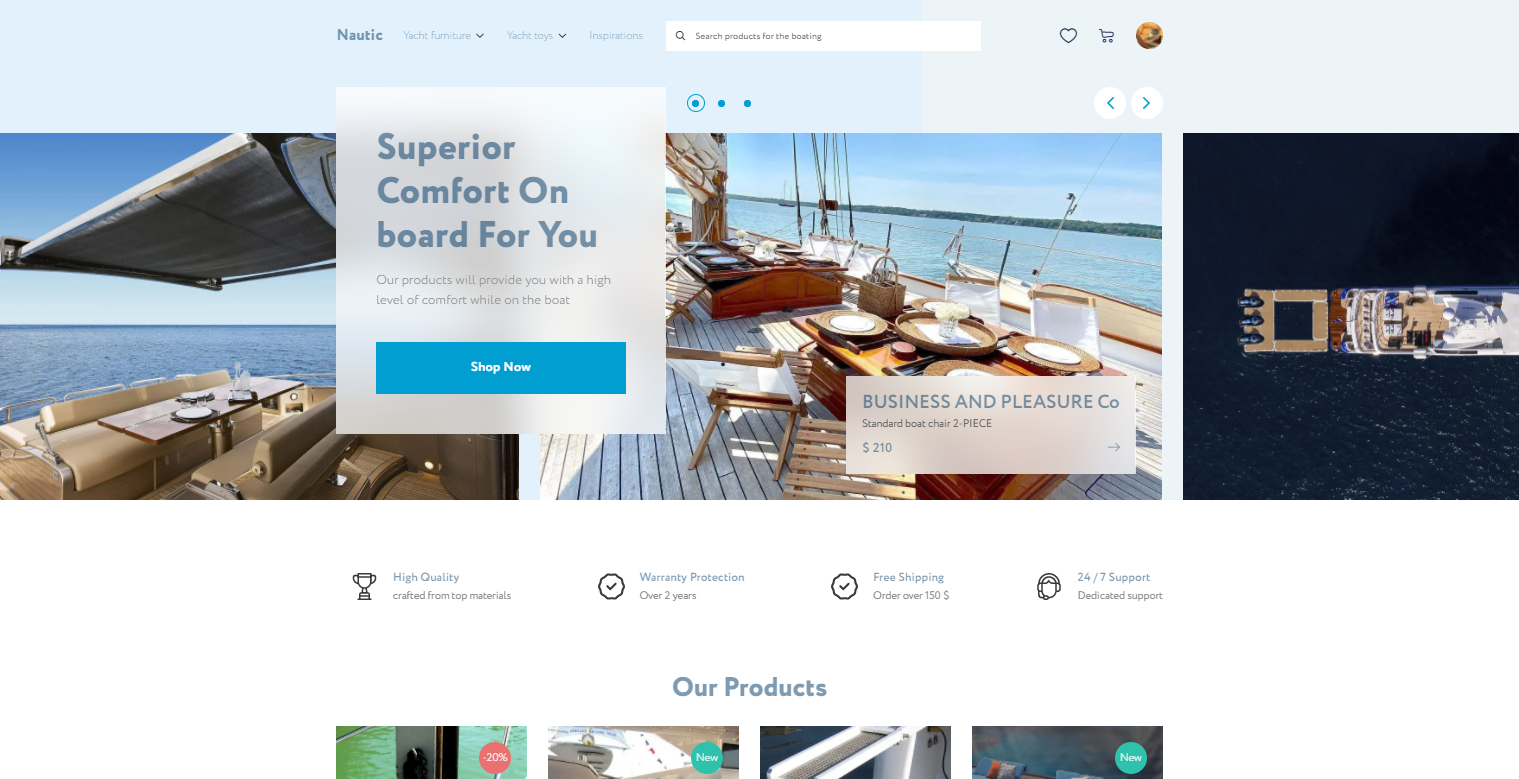 Nautic
Yacht furniture
Yacht toys
Inspirations
Search products for the boating
Superior
Comfort On
board For You
Our products will provide you with a high
level of comfort while on the boat
Shop Now
BUSINESS AND PLEASURE Co
Standard boat chair 2-PIECE
$ 210
High Quality
crafted from top materials
Warranty Protection
Over 2 years
Free Shipping
Order over 150 $
24 / 7 Support
Dedicated support
Our Products
-20%
New
New